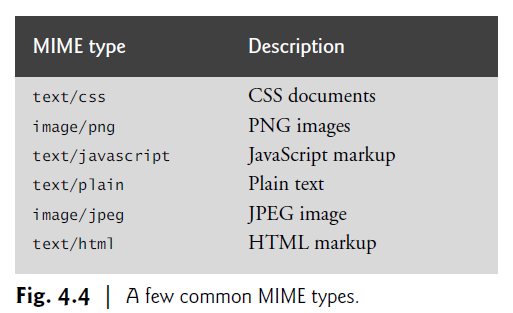 MIME type Description
text/css CSS documents
image/png PNG images
text/javascript JavaScript markup
text/plain Plain text
image/jpeg JPEG image
text/html HTML markup
Fig. 4.4 | A few common MIME types.